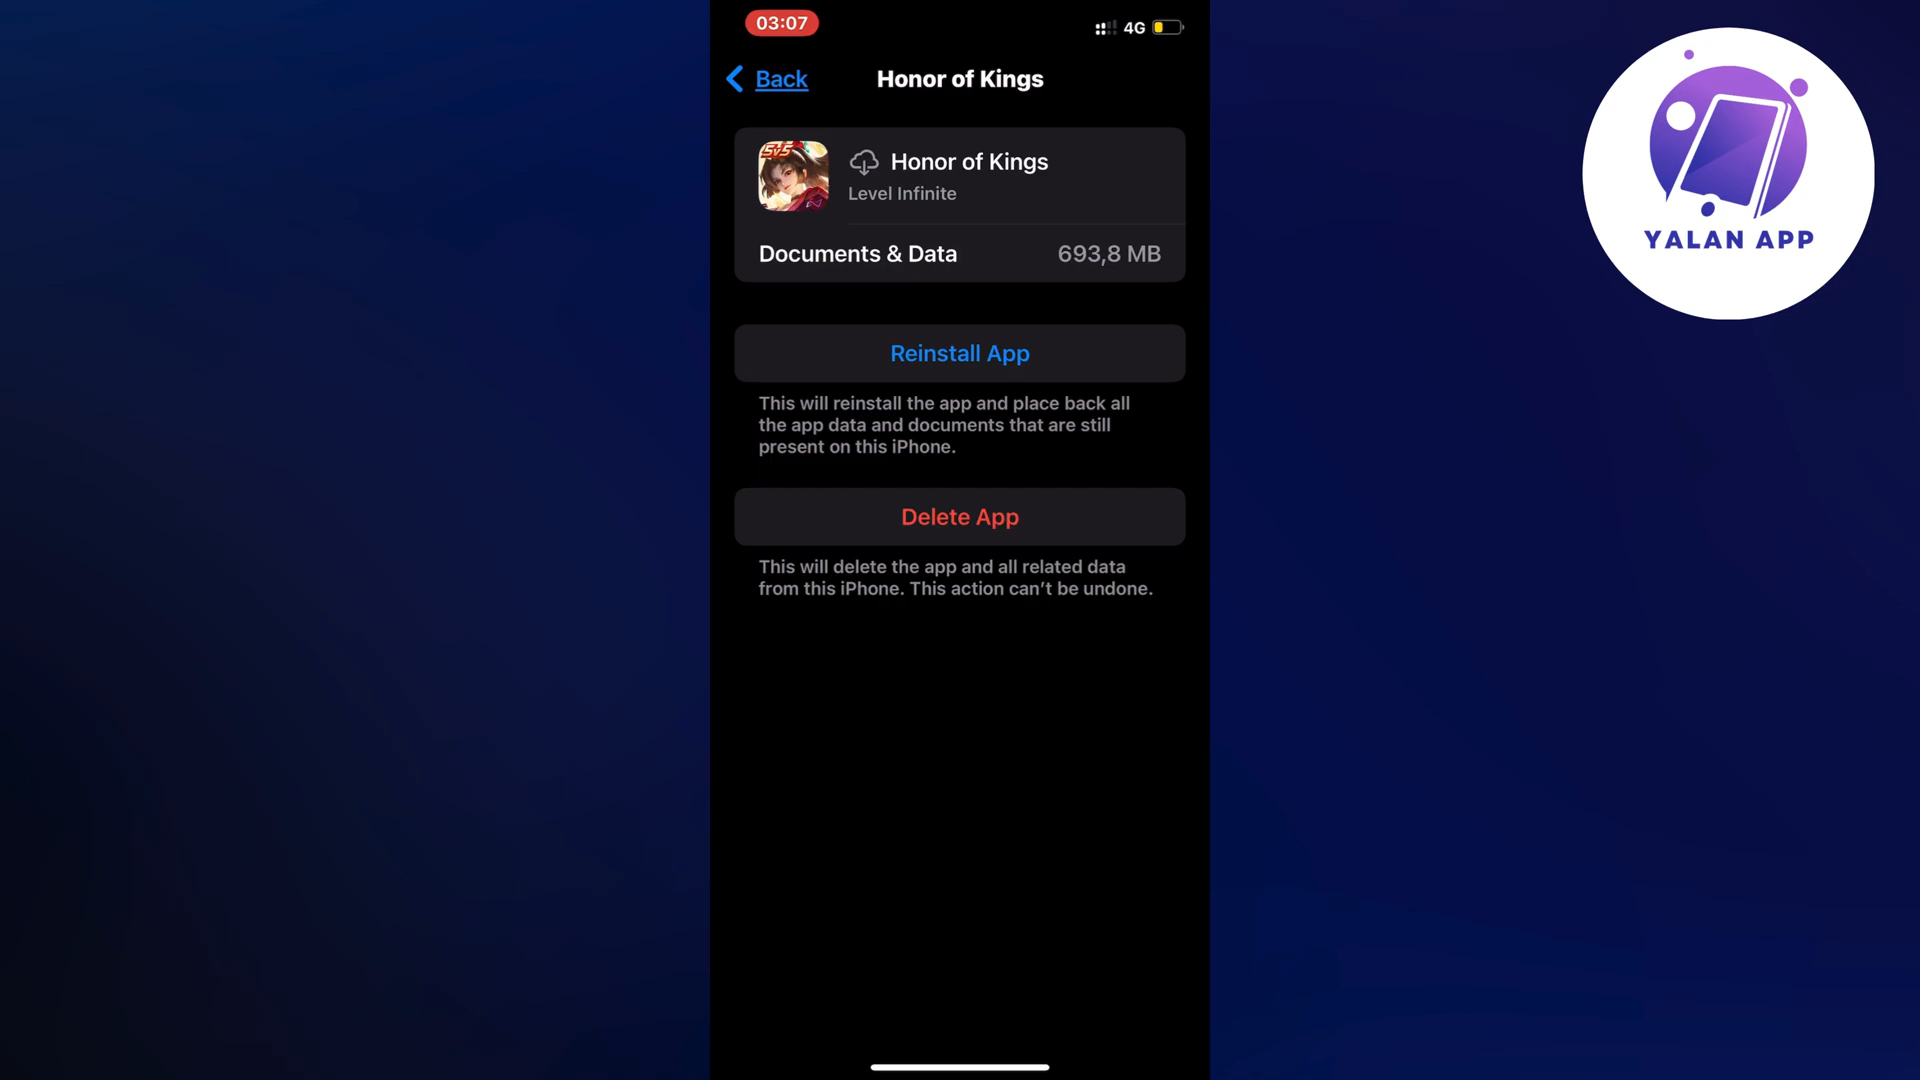 03:07
4G
Back
Honor of Kings
5V5
Honor of Kings
Level Infinite
Documents & Data
693,8 MB
Reinstall App
This will reinstall the app and place back all
the app data and documents that are still
present on this iPhone.
Delete App
This will delete the app and all related data
from this iPhone. This action can’t be undone.
YALAN APP